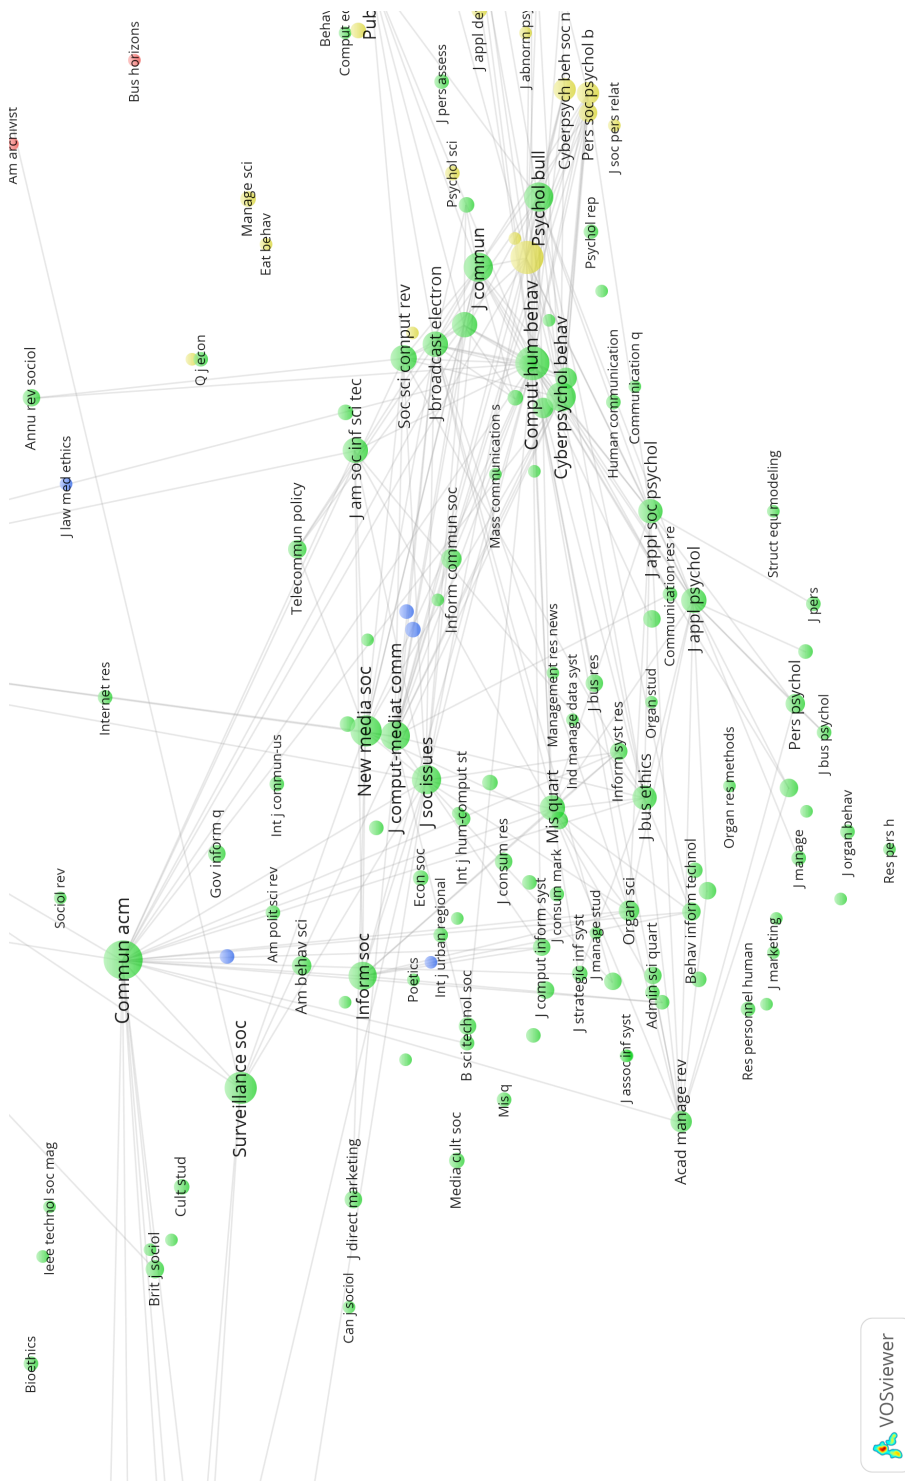 Am archivist
Bioethics
Annu rev sociol
Ieee technol soc mag
Sociol rev
J law med ethics
Internet res
Commun acm
Bus horizons
Brit j sociol
Cult stud
Q j econ
Gov inform q
Surveillance soc
Manage sci
Eat behav
Am polit sci rev
Int j commun-us
Am behav sci
Telecommun policy
Behav
Comput ec
Can j sociol
J direct marketing
Inform soc
New media soc
J am soc inf sci tec
Pub
J comput-mediat comm
Soc sci comput rev
Poetics
Econ soc
J soc issues
J broadcast electron
Int j urban regional
J pers assess
Media cult soc
Inform commun soc
Psychol sci
B sci technol soc
Int j hum-comput st
J commun
J appl de
Mass communication s
Mis q
J consum res
J abnorm psy
Comput hum behav
Psychol bull
J comput inform syst
Mis quart
Management res news
J consum mark
Cyberpsychol behav
Cyberpsych beh soc n
Ind manage data syst
J strategic inf syst
J manage stud
J bus res
Psychol rep
Pers soc psychol b
Human communication
J soc pers relat
Inform syst res
J assoc inf syst
Organ sci
Communication q
J bus ethics
Organ stud
Admin sci quart
J appl soc psychol
Communication res re
Acad manage rev
Behav inform technol
J appl psychol
Organ res methods
Res personnel human
J marketing
Struct equ modeling
Pers psychol
J manage
J pers
J bus psychol
J organ behav
Res pers h
VOSviewer